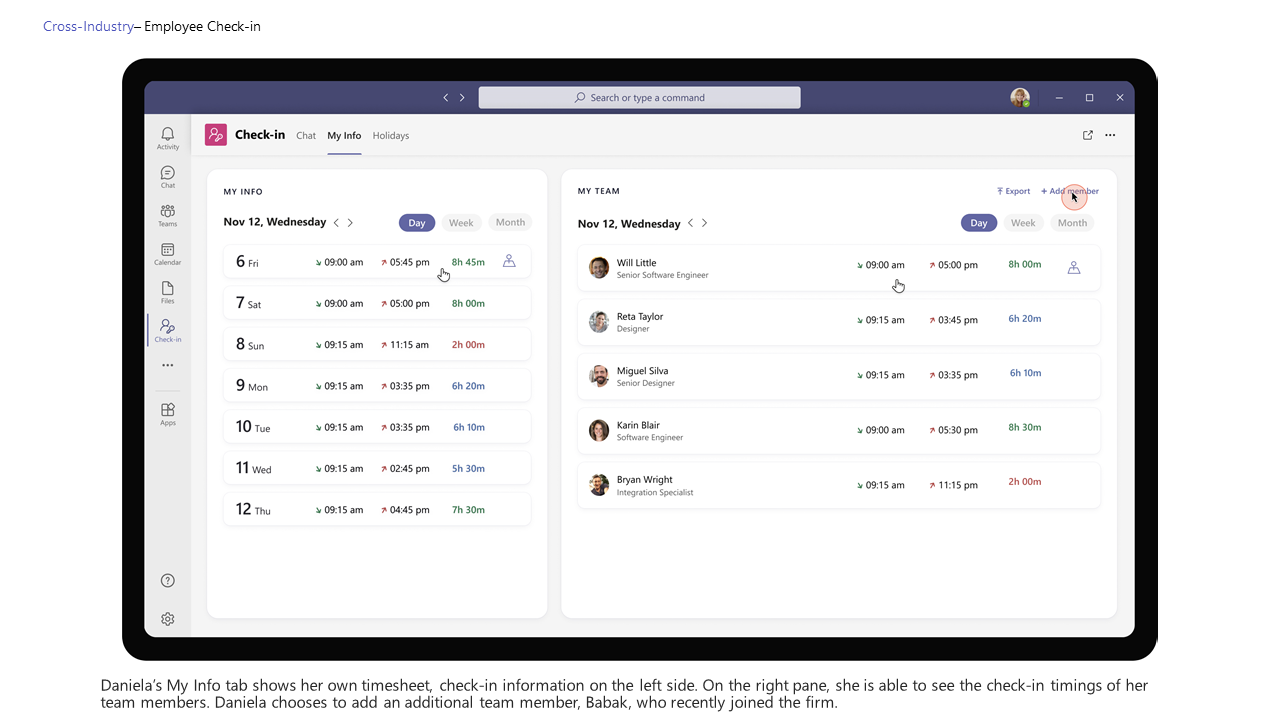 Cross-Industry– Employee Check-in
Search or type a command
Activity
Chat
Teams
Calendar
Files
Check-in
Apps
Check-in Chat My Info Holidays
MY INFO
Nov 12, Wednesday Day Week Month
6 Fri 09:00 am 05:45 pm 8h 45m
7 Sat 09:00 am 05:00 pm 8h 00m
8 Sun 09:15 am 11:15 am 2h 00m
9 Mon 09:15 am 03:35 pm 6h 20m
10 Tue 09:15 am 03:35 pm 6h 10m
11 Wed 09:15 am 02:45 pm 5h 30m
12 Thu 09:15 am 04:45 pm 7h 30m
MY TEAM Export + Add member
Nov 12, Wednesday Day Week Month
Will Little
Senior Software Engineer
09:00 am 05:00 pm 8h 00m
Reta Taylor
Designer
09:15 am 03:45 pm 6h 20m
Miguel Silva
Senior Designer
09:15 am 03:35 pm 6h 10m
Karin Blair
Software Engineer
09:00 am 05:30 pm 8h 30m
Bryan Wright
Integration Specialist
09:15 am 11:15 pm 2h 00m
Daniela’s My Info tab shows her own timesheet, check-in information on the left side. On the right pane, she is able to see the check-in timings of her
team members. Daniela chooses to add an additional team member, Babak, who recently joined the firm.